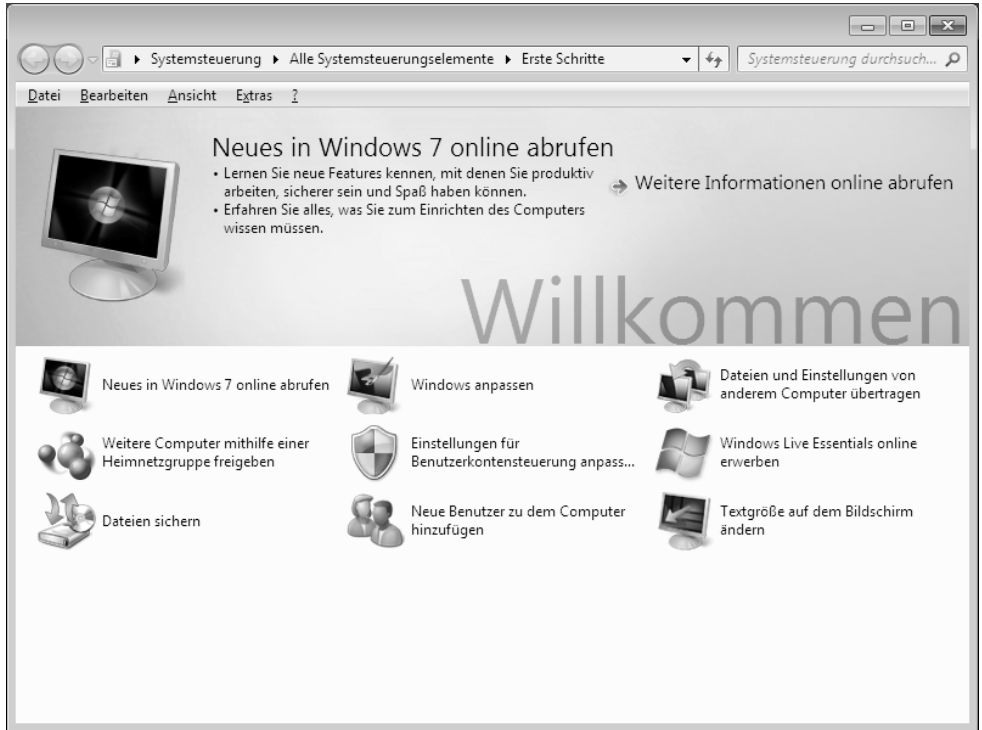 Systemsteuerung ▸ Alle Systemsteuerungselemente ▸ Erste Schritte
Systemsteuerung durchsuch...
Datei Bearbeiten Ansicht Extras ?
Neues in Windows 7 online abrufen
• Lernen Sie neue Features kennen, mit denen Sie produktiv
arbeiten, sicherer sein und Spaß haben können.
• Erfahren Sie alles, was Sie zum Einrichten des Computers
wissen müssen.
Weitere Informationen online abrufen
Willkommen
Neues in Windows 7 online abrufen
Windows anpassen
Dateien und Einstellungen von
anderem Computer übertragen
Weitere Computer mithilfe einer
Heimnetzgruppe freigeben
Einstellungen für
Benutzerkontensteuerung anpass...
Windows Live Essentials online
erwerben
Dateien sichern
Neue Benutzer zu dem Computer
hinzufügen
Textgröße auf dem Bildschirm
ändern